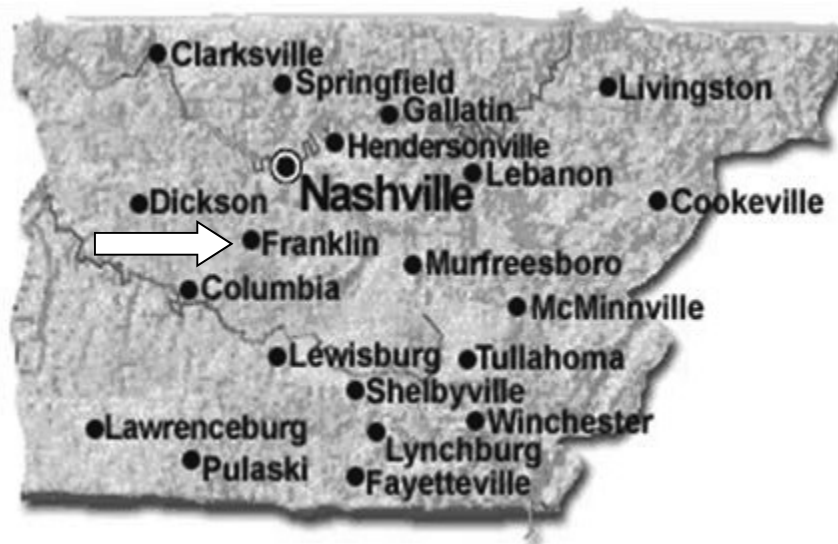 Clarksville
Springfield
Livingston
Gallatin
Hendersonville
Lebanon
Nashville
Dickson
Cookeville
Franklin
Murfreesboro
Columbia
McMinnville
Lewisburg
Tullahoma
Shelbyville
Winchester
Lawrenceburg
Lynchburg
Pulaski
Fayetteville